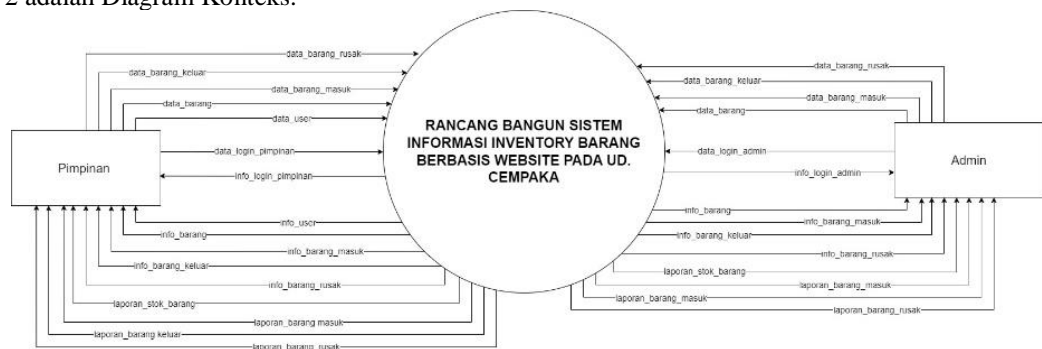 2 adalah Diagram Konteks.
data_barang_rusak
data_barang_keluar
data_barang_masuk
data_barang
data_user
data_login_pimpinan
info_login_pimpinan
Pimpinan
info_user
info_barang
info_barang_masuk
info_barang_keluar
info_barang_rusak
laporan_stok_barang
laporan_barang masuk
laporan_barang keluar
laporan_barang_rusak
RANCANG BANGUN SISTEM
INFORMASI INVENTORY BARANG
BERBASIS WEBSITE PADA UD.
CEMPAKA
data_barang_rusak
data_barang_keluar
data_barang_masuk
data_barang
data_login_admin
info_login_admin
Admin
info_barang
info_barang_masuk
info_barang_keluar
info_barang_rusak
laporan_stok_barang
laporan_barang_masuk
laporan_barang_masuk
laporan_barang_rusak